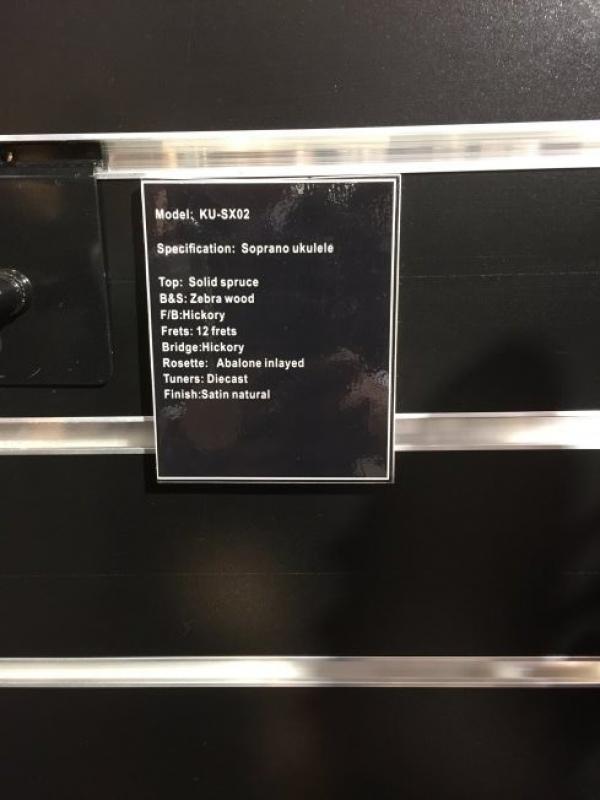 Model: KU-SX02
Specification: Soprano ukulele
Top: Solid spruce
B&S: Zebra wood
F/B:Hickory
Frets: 12 frets
Bridge:Hickory
Rosette: Abalone inlayed
Tuners: Diecast
Finish:Satin natural